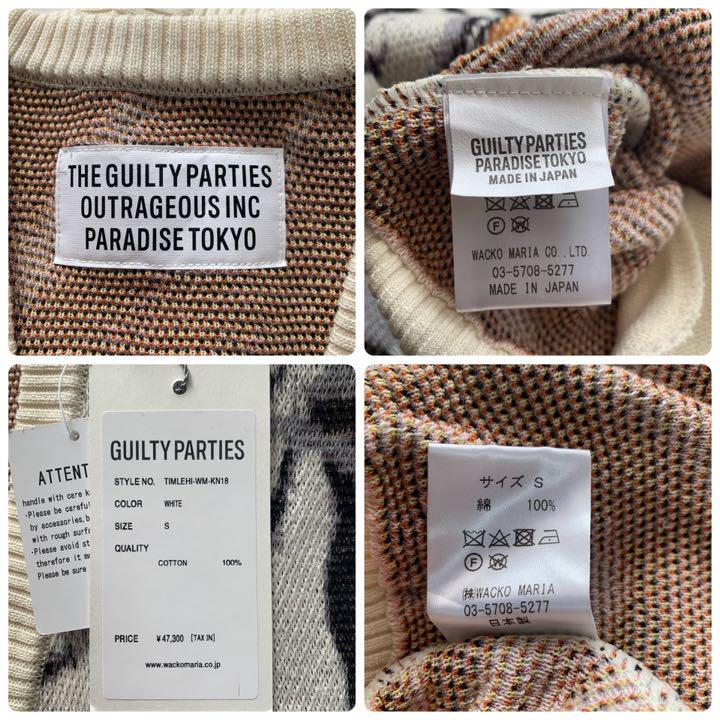 THE GUILTY PARTIES
OUTRAGEOUS INC
PARADISE TOKYO
GUILTY PARTIES
PARADISE TOKYO
MADE IN JAPAN
F W
WACKO MARIA CO., LTD.
03-5708-5277
MADE IN JAPAN
ATTENT
handle with care k
·Please be careful
by accessories, b
with rough surf
·Please avoid st
therefore it m
Please be sure
GUILTY PARTIES
STYLE NO. TIMLEHI-WM-KN18
COLOR WHITE
SIZE S
QUALITY
COTTON 100%
PRICE ¥47,300 [TAX IN]
www.wackomaria.co.jp
サイズ S
綿 100%
F W
㈱WACKO MARIA
03-5708-5277
日本製